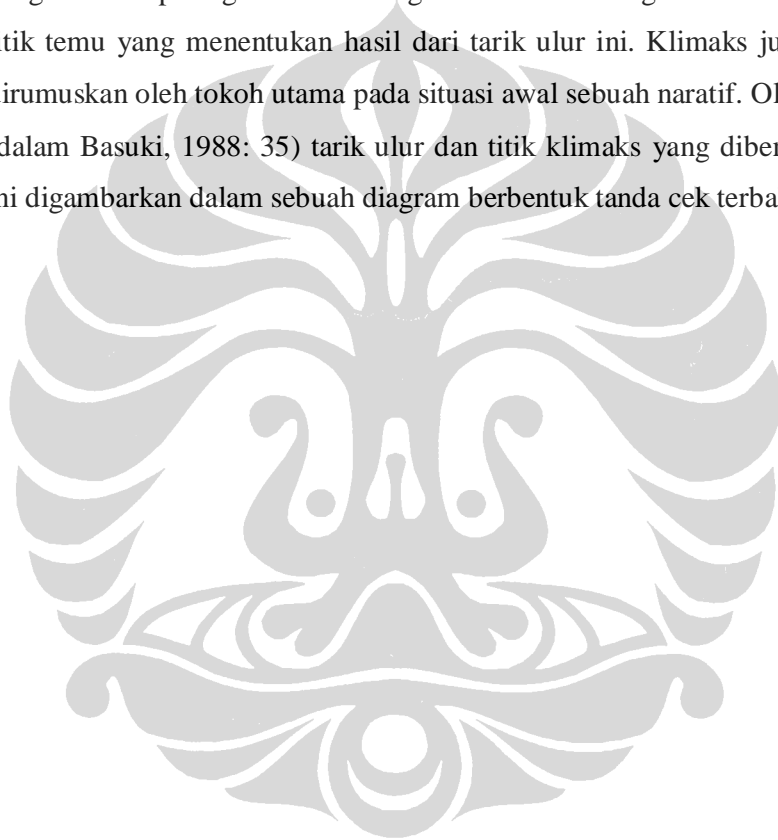 itik temu yang menentukan hasil dari tarik ulur ini. Klimaks ju
dirumuskan oleh tokoh utama pada situasi awal sebuah naratif. Ol
dalam Basuki, 1988: 35) tarik ulur dan titik klimaks yang diber
ni digambarkan dalam sebuah diagram berbentuk tanda cek terba